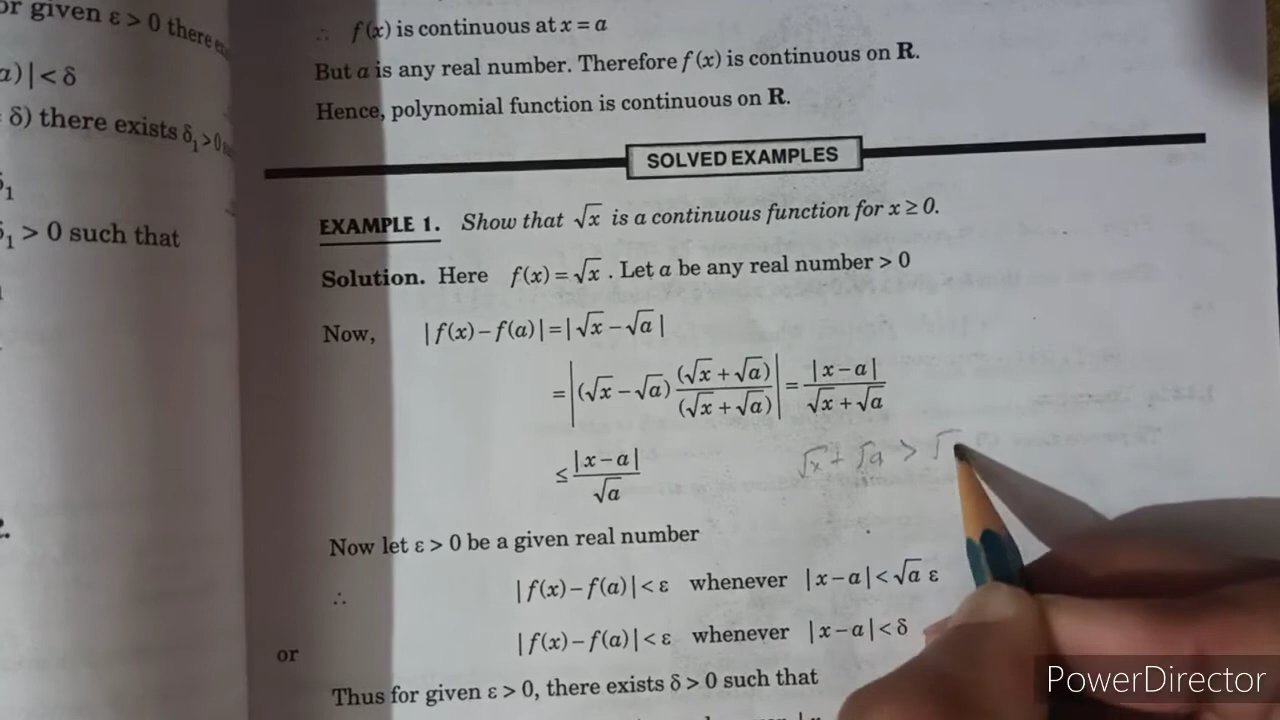 or given ε > 0 there
a)| < δ
δ) there exists δ₁ > 0
δ₁ > 0 such that
∴ f(x) is continuous at x = a
But a is any real number. Therefore f(x) is continuous on R.
Hence, polynomial function is continuous on R.
SOLVED EXAMPLES
EXAMPLE 1. Show that √x is a continuous function for x ≥ 0.
Solution. Here f(x) = √x. Let a be any real number > 0
Now, |f(x) – f(a)| = |√x – √a|
= |(√x – √a) (√x + √a)/(√x + √a)| = |x – a|/(√x + √a)
≤ |x – a|/√a
√x + √a > √
Now let ε > 0 be a given real number
∴ |f(x) – f(a)| < ε whenever |x – a| < √a ε
or |f(x) – f(a)| < ε whenever |x – a| < δ
Thus for given ε > 0, there exists δ > 0 such that
PowerDirector